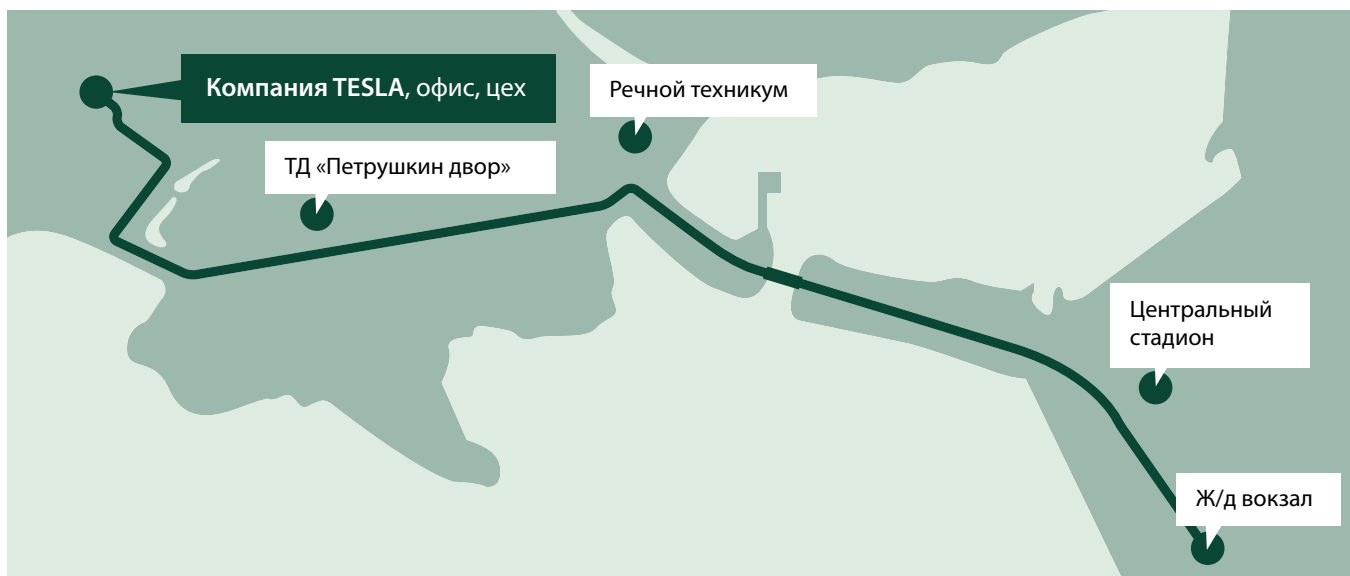 Компания TESLA, офис, цех
Речной техникум
ТД «Петрушкин двор»
Центральный
стадион
Ж/д вокзал